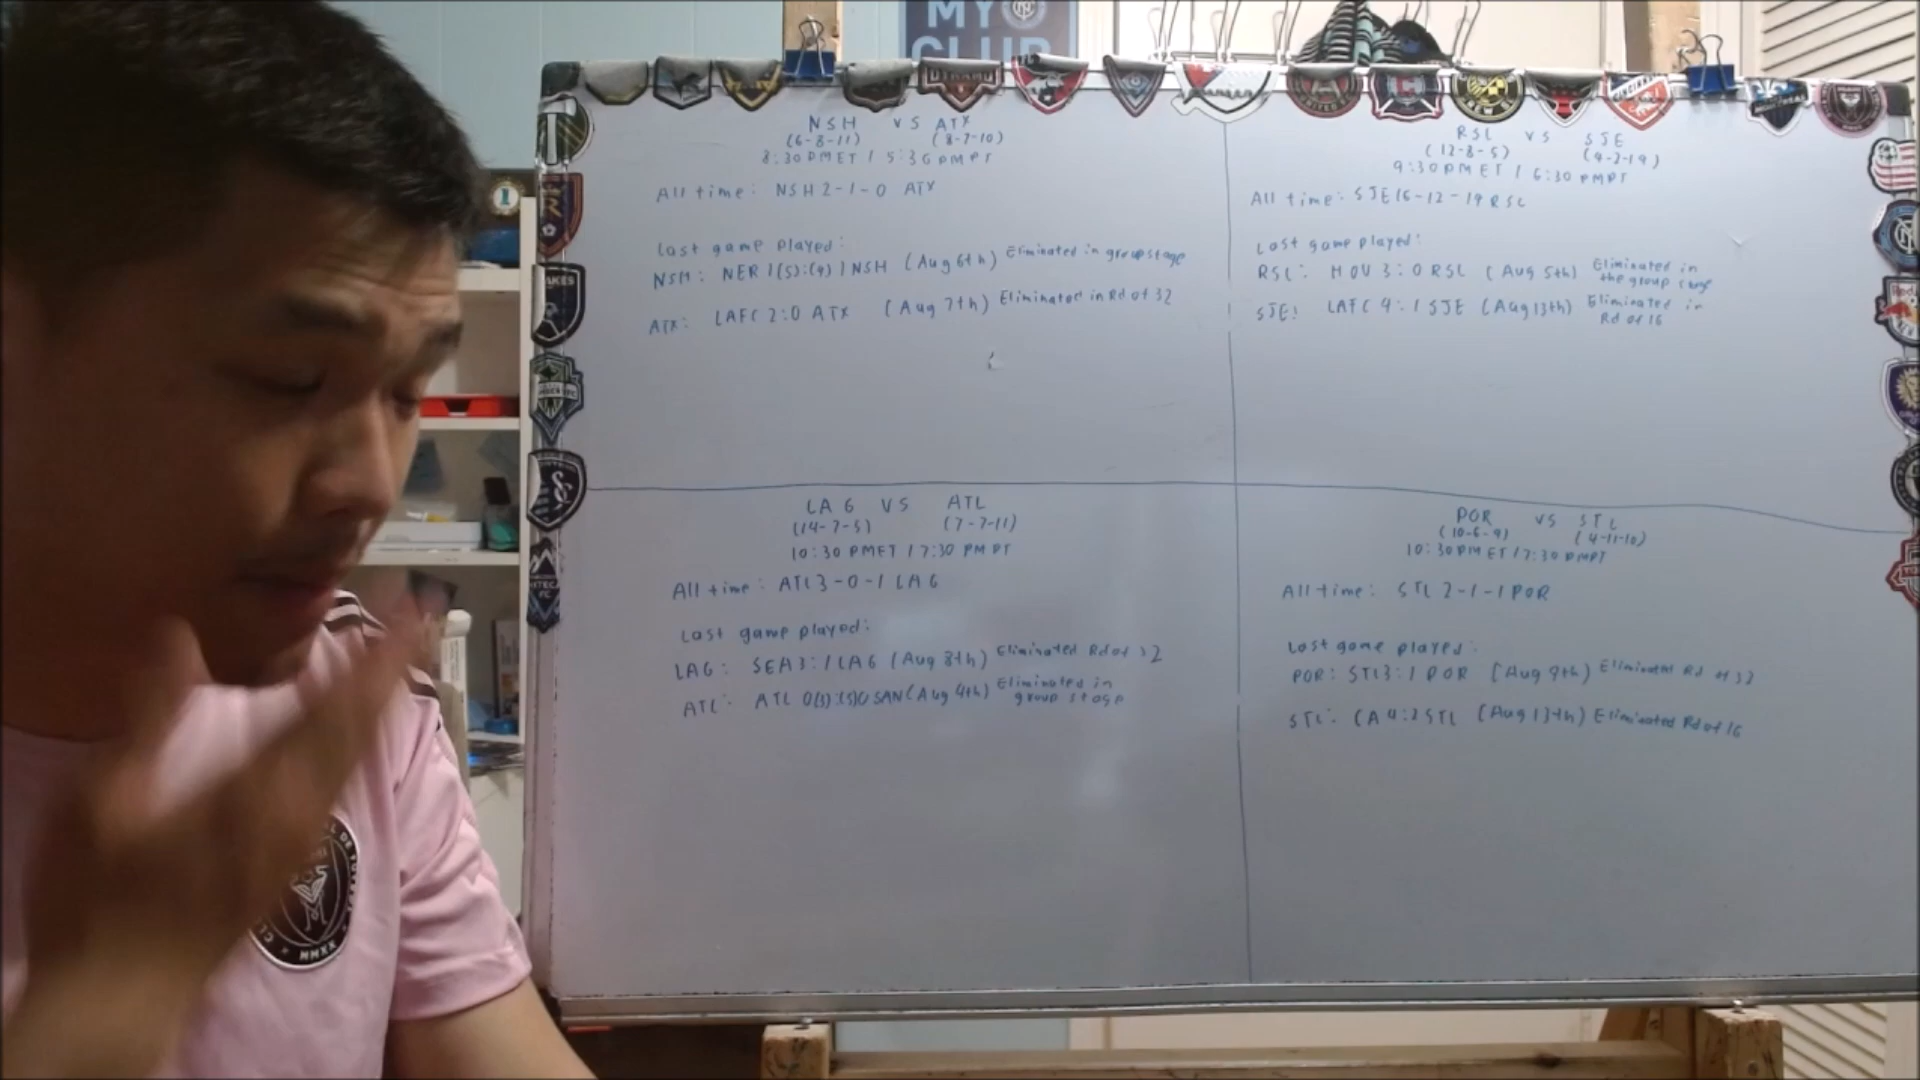 MY
CLUB
NSH VS ATX
(6-8-11) (8-7-10)
8:30 PM ET / 5:30 PM PT
All time: NSH 2-1-0 ATX
Last game played:
NSH: NER 1(5):(4)1 NSH (Aug 6th) Eliminated in group stage
ATX: LAFC 2:0 ATX (Aug 7th) Eliminated in Rd of 32
RSL VS SJE
(12-8-5) (4-2-19)
9:30 PM ET / 6:30 PM PT
All time: SJE 16-12-19 RSL
Last game played:
RSL: HOU 3:0 RSL (Aug 5th) Eliminated in
the group stage
SJE: LAFC 4:1 SJE (Aug 13th) Eliminated in
Rd of 16
LAG VS ATL
(14-7-5) (7-7-11)
10:30 PM ET / 7:30 PM PT
All time: ATL 3-0-1 LAG
Last game played:
LAG: SEA 3:1 LAG (Aug 8th) Eliminated Rd of 32
ATL: ATL 0(3):(5)0 SAN (Aug 4th) Eliminated in
group stage
POR VS STL
(10-6-9) (4-11-10)
10:30 PM ET / 7:30 PM PT
All time: STL 2-1-1 POR
Last game played:
POR: STL 3:1 POR (Aug 9th) Eliminated Rd of 32
STL: CA 4:2 STL (Aug 13th) Eliminated Rd of 16
DYNAMO
MMXX
1